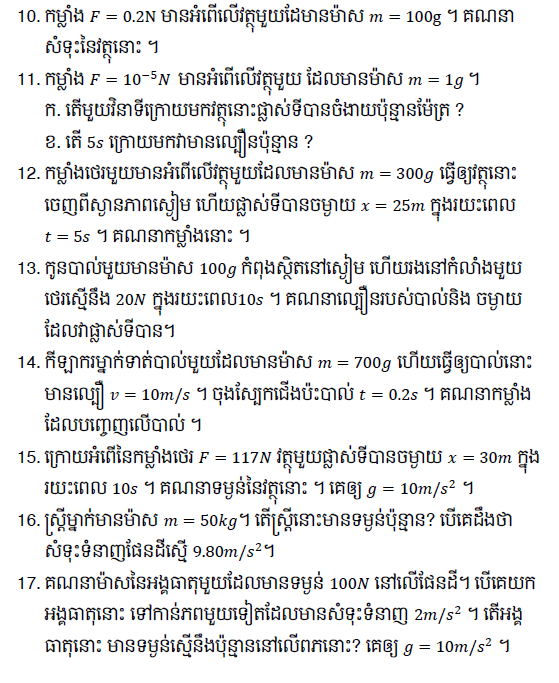 10. កម្លាំង F = 0.2N មានអំពើលើវត្ថុមួយដែមានម៉ាស m = 100g ។ គណនា
សំទុះនៃវត្ថុនោះ ។
11. កម្លាំង F = 10⁻⁵N មានអំពើលើវត្ថុមួយ ដែលមានម៉ាស m = 1g ។
ក. តើមួយវិនាទីក្រោយមកវត្ថុនោះផ្លាស់ទីបានចំងាយប៉ុន្មានម៉ែត្រ ?
ខ. តើ 5s ក្រោយមកវាមានល្បឿនប៉ុន្មាន ?
12. កម្លាំងថេរមួយមានអំពើលើវត្ថុមួយដែលមានម៉ាស m = 300g ធ្វើឲ្យវត្ថុនោះ
ចេញពីស្ថានភាពស្ងៀម ហើយផ្លាស់ទីបានចម្ងាយ x = 25m ក្នុងរយះពេល
t = 5s ។ គណនាកម្លាំងនោះ ។
13. កូនបាល់មួយមានម៉ាស 100g កំពុងស្ថិតនៅស្ងៀម ហើយរងនៅកំលាំងមួយ
ថេរស្មើនឹង 20N ក្នុងរយះពេល10s ។ គណនាល្បឿនរបស់បាល់និង ចម្ងាយ
ដែលវាផ្លាស់ទីបាន។
14. កីឡាករម្នាក់ទាត់បាល់មួយដែលមានម៉ាស m = 700g ហើយធ្វើឲ្យបាល់នោះ
មានល្បឿ v = 10m/s ។ ចុងស្បែកជើងប៉ះបាល់ t = 0.2s ។ គណនាកម្លាំង
ដែលបញ្ចេញលើបាល់ ។
15. ក្រោយអំពើនៃកម្លាំងថេរ F = 117N វត្ថុមួយផ្លាស់ទីបានចម្ងាយ x = 30m ក្នុង
រយះពេល 10s ។ គណនាទម្ងន់នៃវត្ថុនោះ ។ គេឲ្យ g = 10m/s² ។
16. ស្ត្រីម្នាក់មានម៉ាស m = 50kg។ តើស្ត្រីនោះមានទម្ងន់ប៉ុន្មាន? បើគេដឹងថា
សំទុះទំនាញផែនដីស្មើ 9.80m/s²។
17. គណនាម៉ាសនៃអង្គធាតុមួយដែលមានទម្ងន់ 100N នៅលើផែនដី។ បើគេយក
អង្គធាតុនោះ ទៅកាន់ភពមួយទៀតដែលមានសំទុះទំនាញ 2m/s² ។ តើអង្គ
ធាតុនោះ មានទម្ងន់ស្មើនឹងប៉ុន្មាននៅលើភពនោះ? គេឲ្យ g = 10m/s² ។